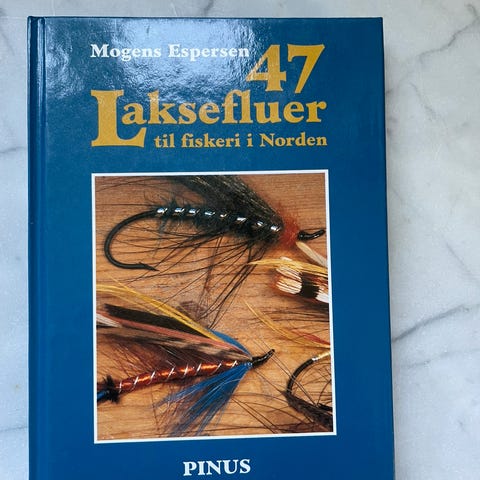 Mogens Espersen
47
Laksefluer
til fiskeri i Norden
PINUS